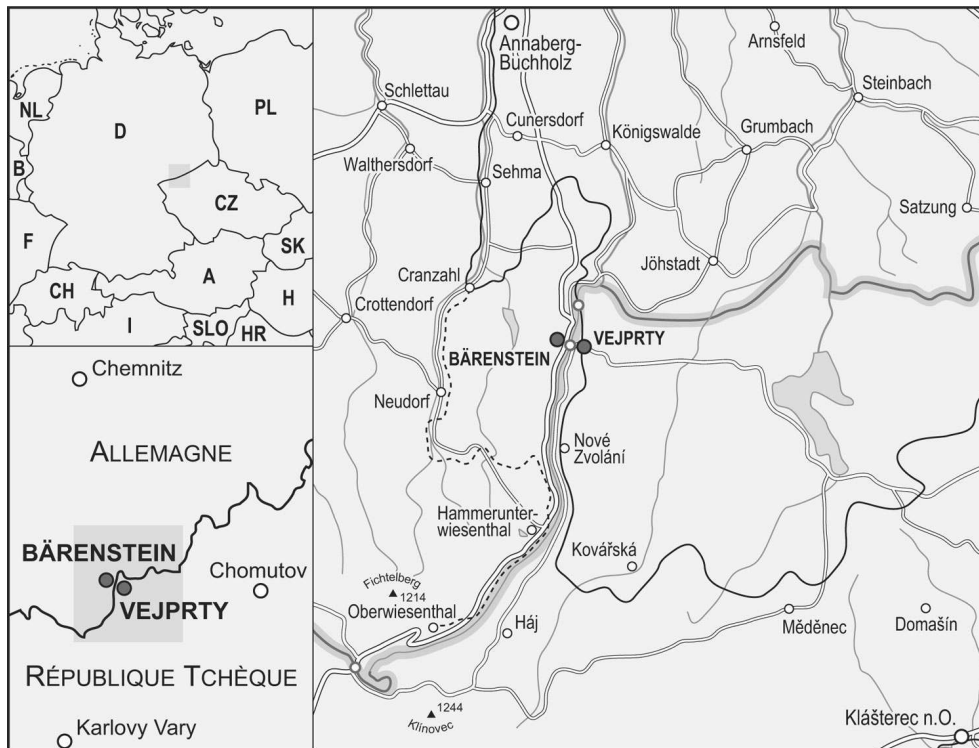 NL
D
PL
B
CZ
F
SK
CH
A
H
I
SLO
HR
Chemnitz
ALLEMAGNE
BÄRENSTEIN
Chomutov
VEJPRTY
RÉPUBLIQUE TCHÈQUE
Karlovy Vary
Annaberg-
Buchholz
Arnsfeld
Steinbach
Schlettau
Cunersdorf
Königswalde
Grumbach
Walthersdorf
Sehma
Satzung
Jöhstadt
Cranzahl
Crottendorf
VEJPRTY
BÄRENSTEIN
Neudorf
Nové
Zvolání
Hammerunter-
wiesenthal
Kovářská
Fichtelberg
1214
Oberwiesenthal
Háj
Měděnec
Domašín
1244
Klínovec
Klášterec n.O.